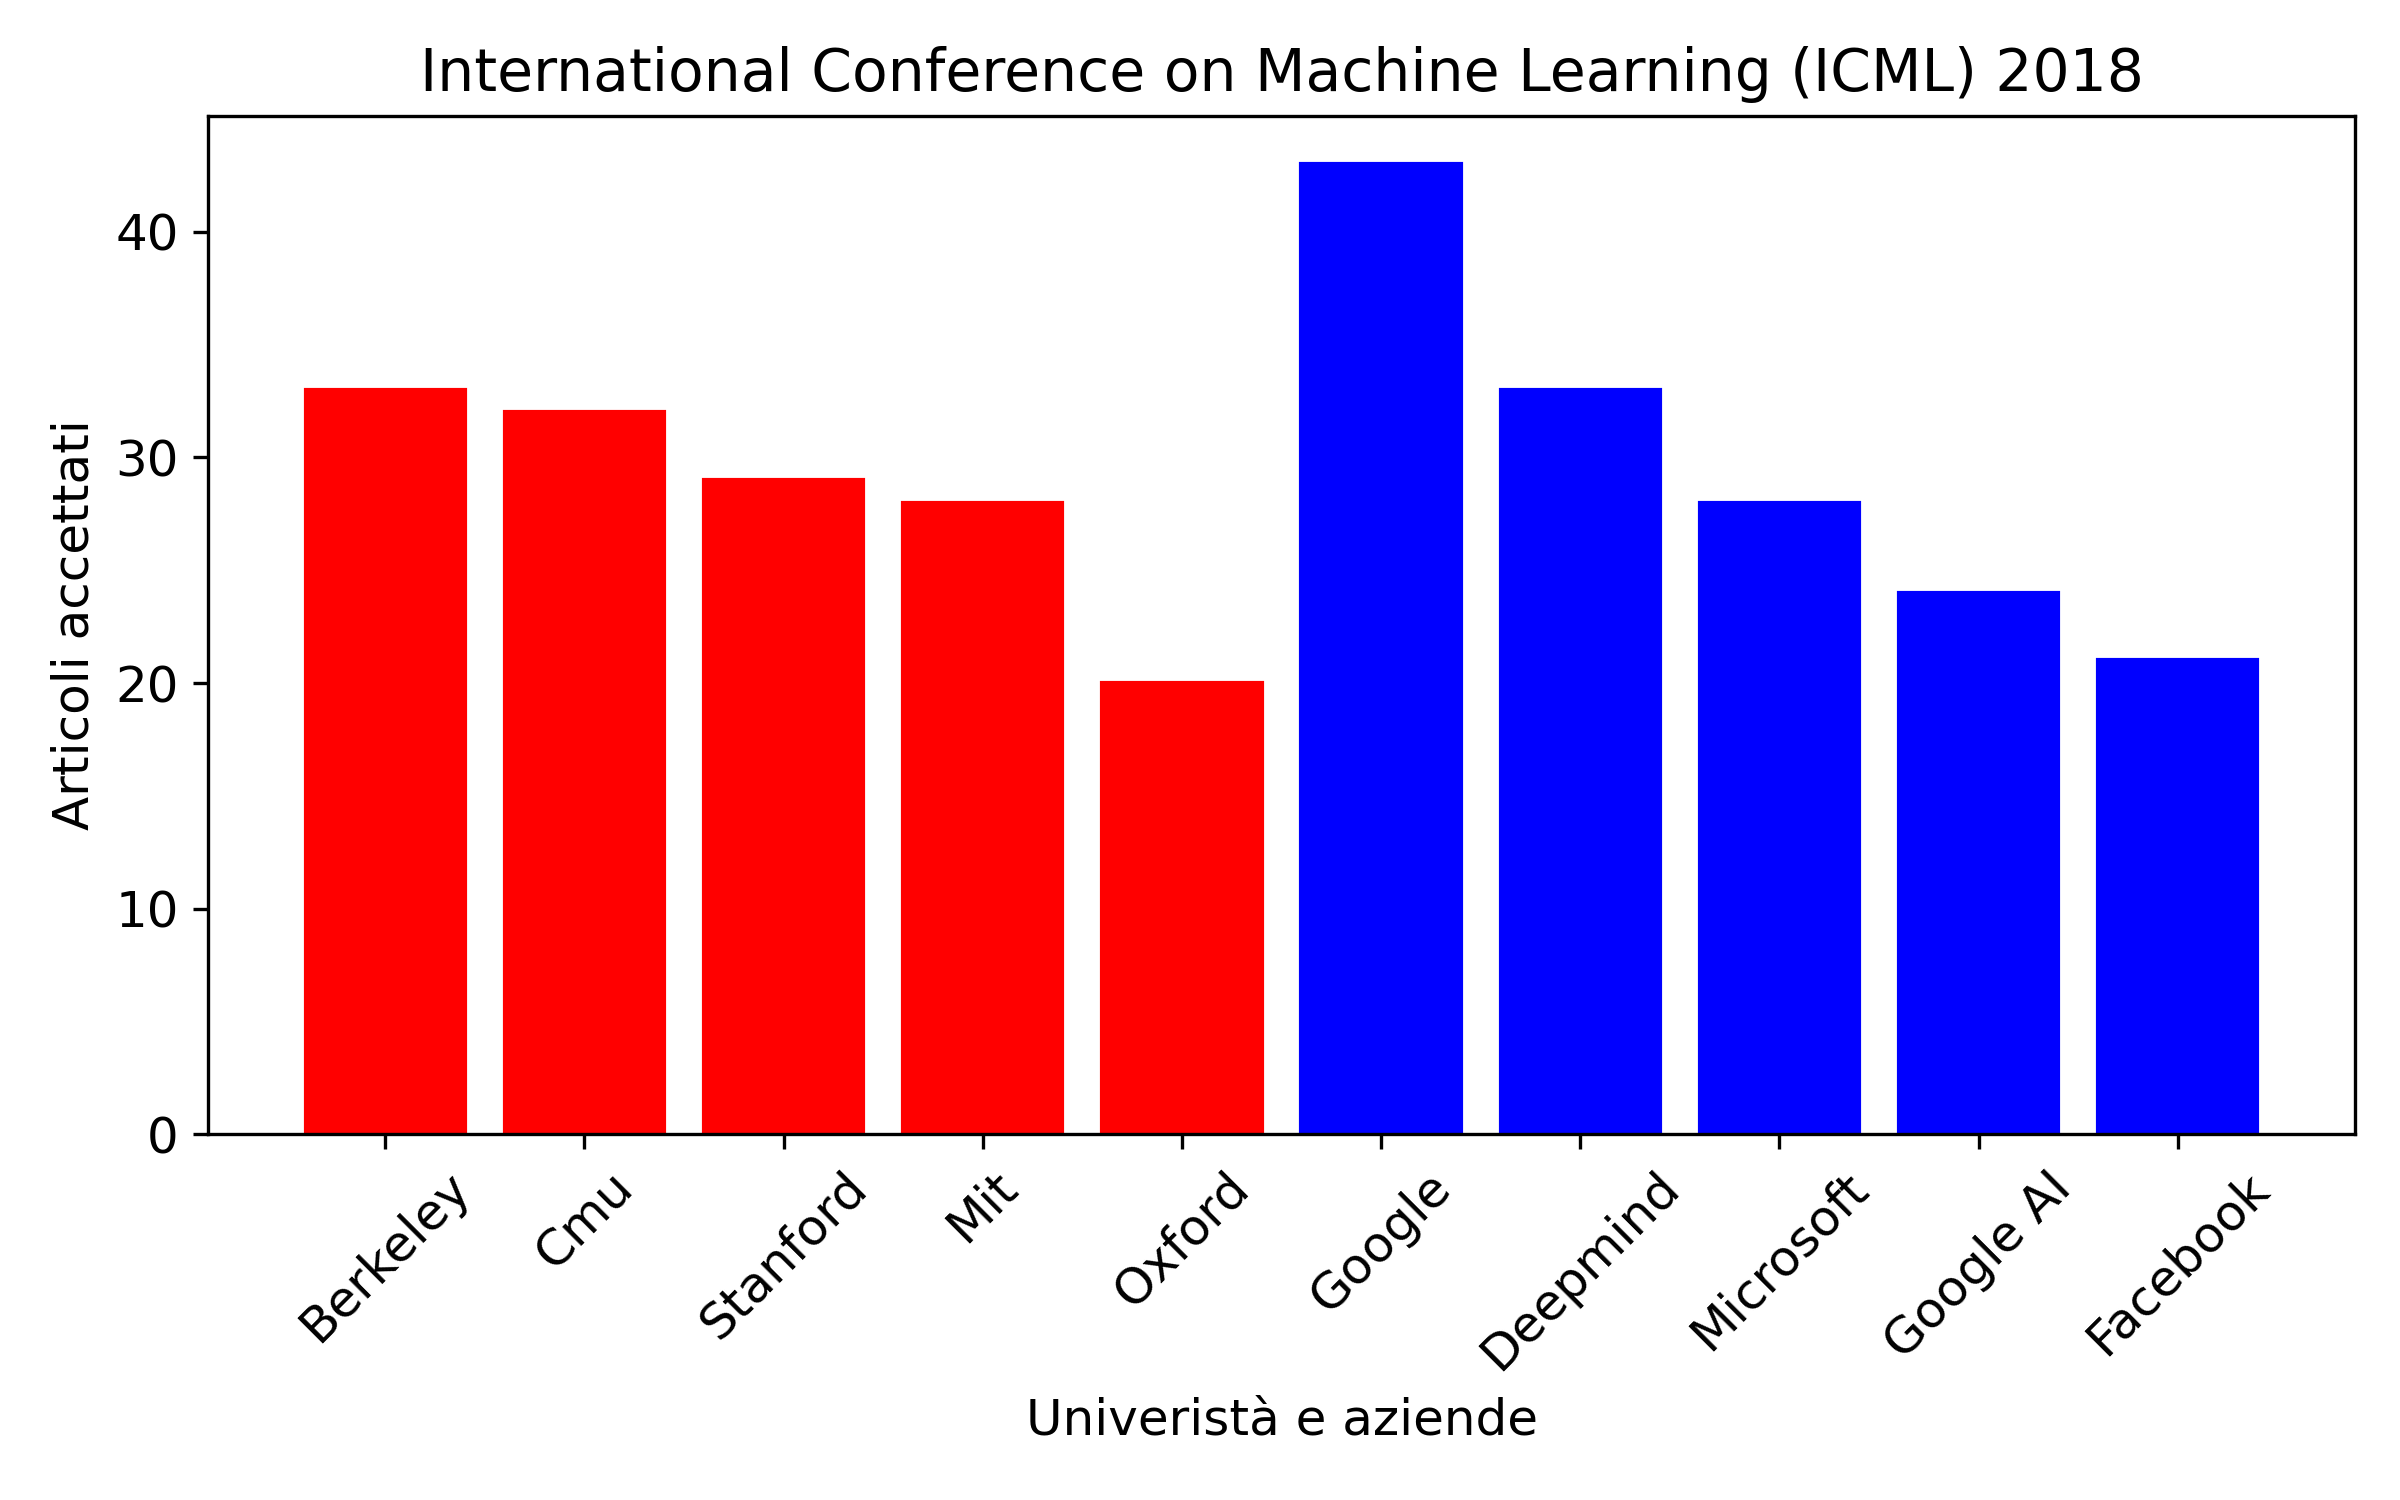 International Conference on Machine Learning (ICML) 2018
Articoli accettati
40
30
20
10
0
Berkeley
Cmu
Stanford
Mit
Oxford
Google
Deepmind
Microsoft
Google AI
Facebook
Univeristà e aziende